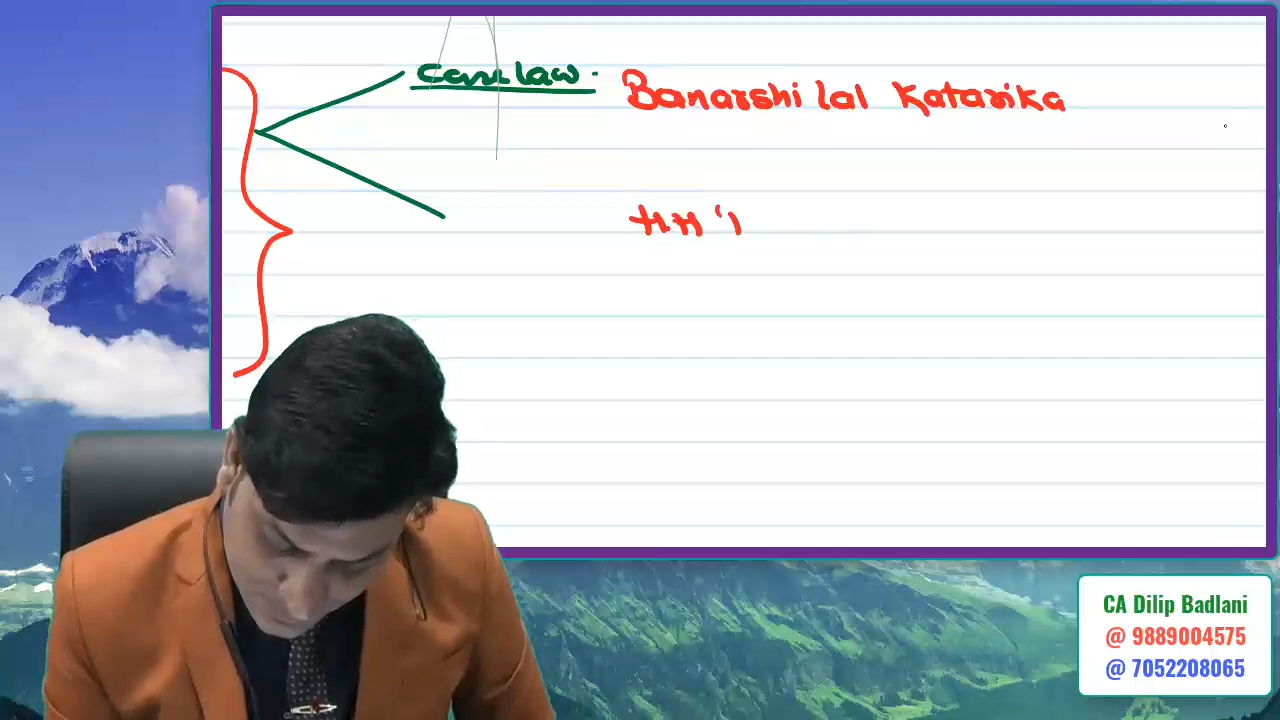 Case law.
Banarshi lal Katarika
H.H '
CA Dilip Badlani
@ 9889004575
@ 7052208065